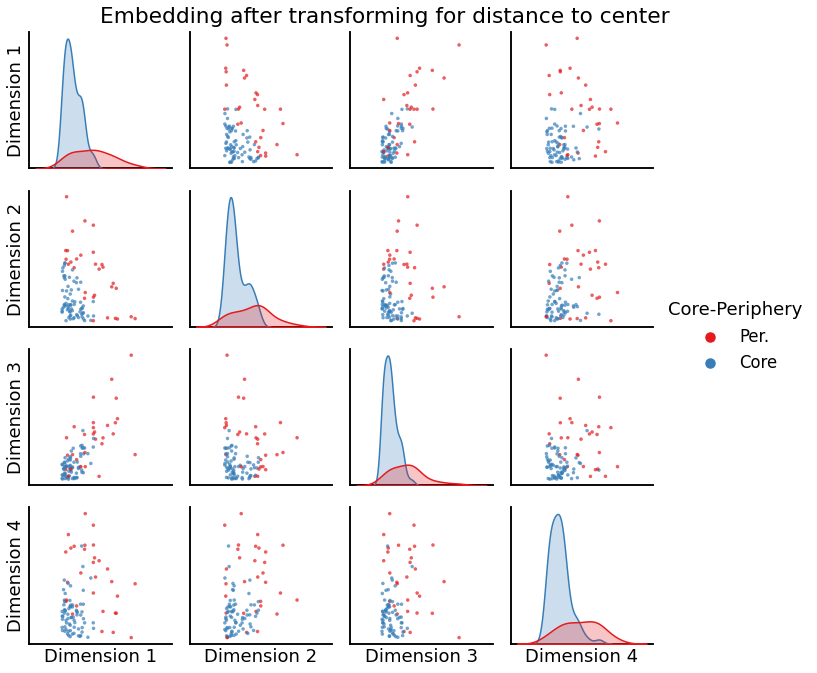 Embedding after transforming for distance to center
Dimension 1
Dimension 2
Dimension 3
Dimension 4
Core-Periphery
Per.
Core
Dimension 1
Dimension 2
Dimension 3
Dimension 4